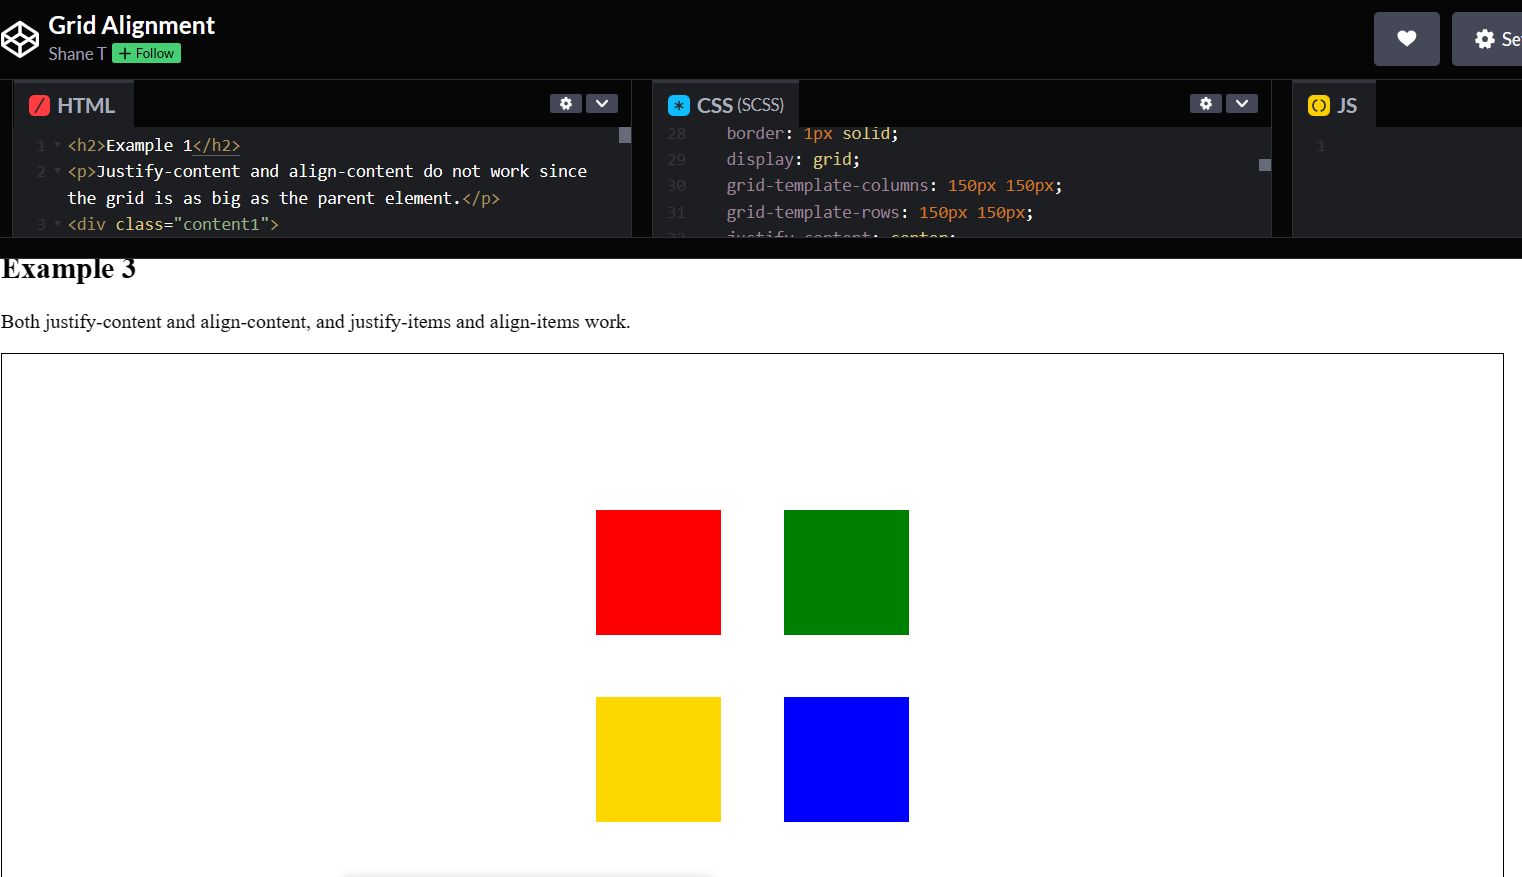 Grid Alignment
Shane T + Follow
Se
HTML
CSS (SCSS)
JS
1 <h2>Example 1</h2>
2 <p>Justify-content and align-content do not work since
the grid is as big as the parent element.</p>
3 <div class="content1">
28 border: 1px solid;
29 display: grid;
30 grid-template-columns: 150px 150px;
31 grid-template-rows: 150px 150px;
32 justify-content: center;
1
Example 3
Both justify-content and align-content, and justify-items and align-items work.